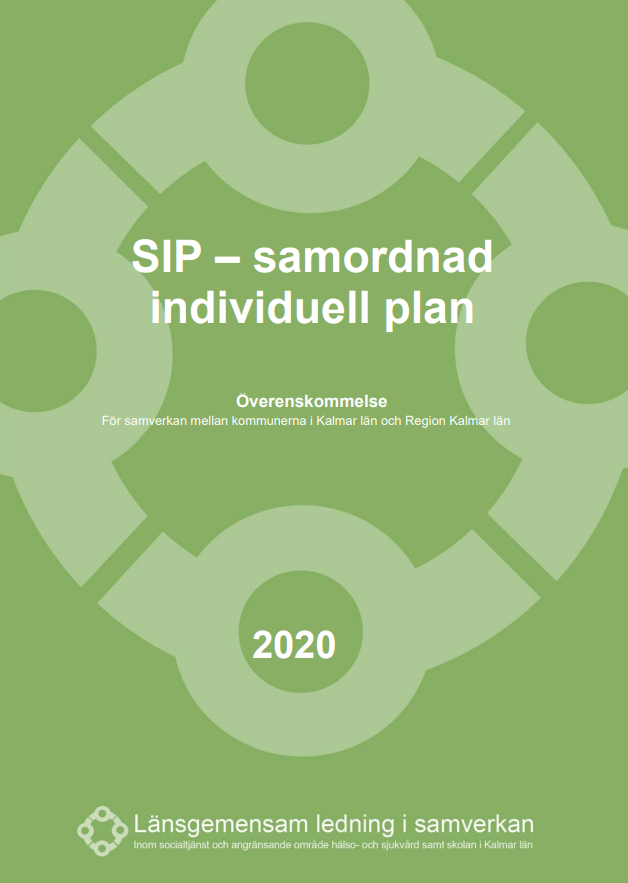 SIP – samordnad
individuell plan
Överenskommelse
För samverkan mellan kommunerna i Kalmar län och Region Kalmar län
2020
Länsgemensam ledning i samverkan
Inom socialtjänst och angränsande område hälso- och sjukvård samt skolan i Kalmar län